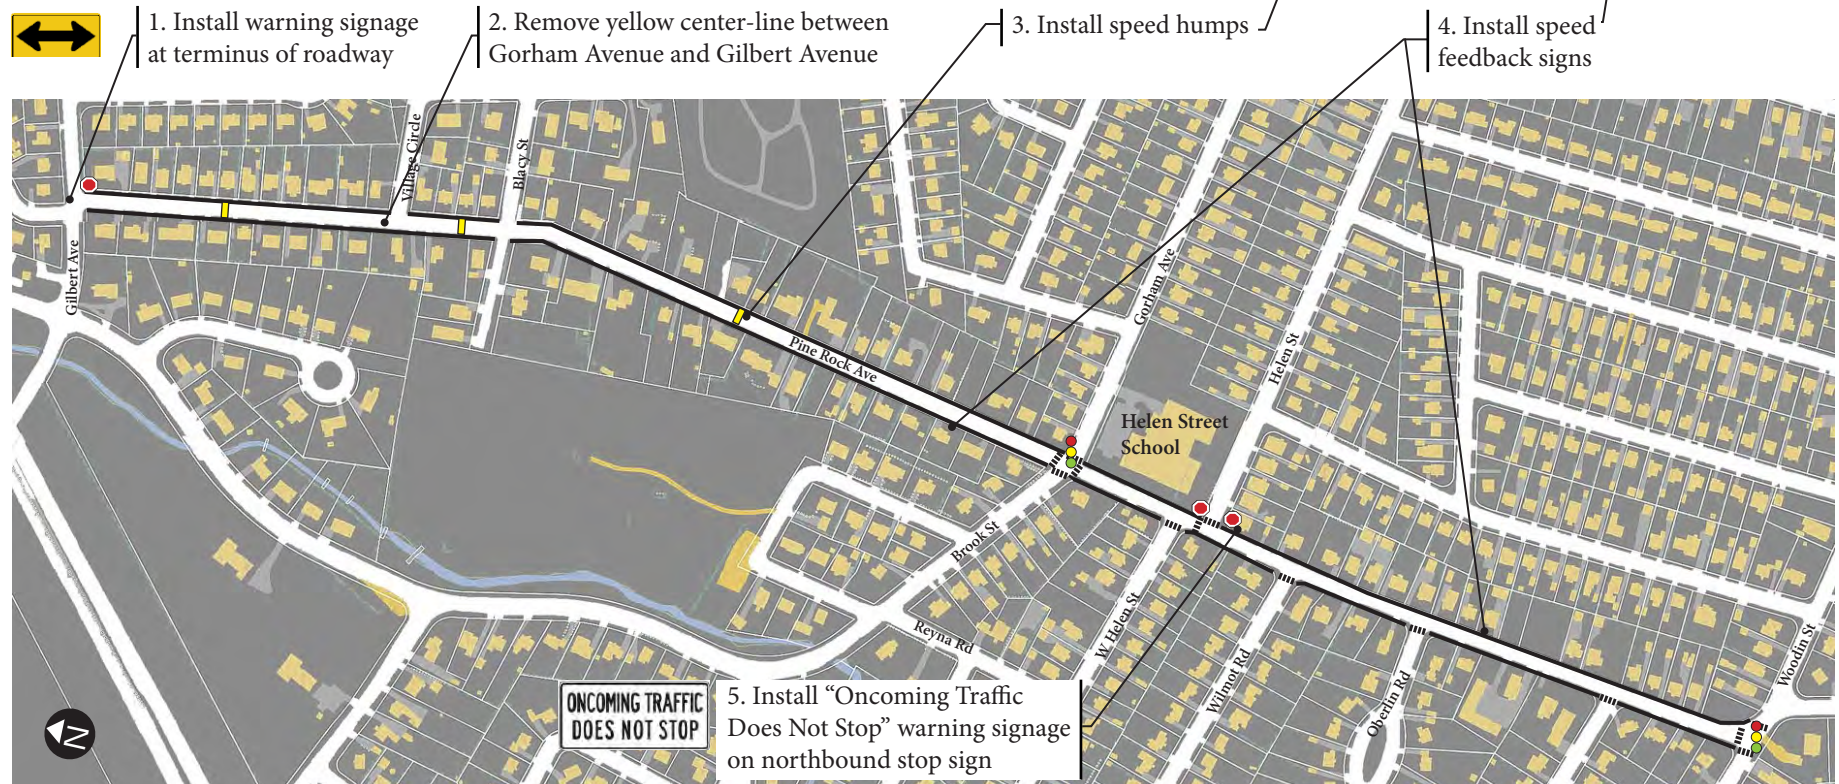 1. Install warning signage
at terminus of roadway
2. Remove yellow center-line between
Gorham Avenue and Gilbert Avenue
3. Install speed humps
4. Install speed
feedback signs
Village Circle
Blacy St
Gilbert Ave
Pine Rock Ave
Gorham Ave
Helen St
Helen Street
School
Brook St
Reyna Rd
W Helen St
Wilmot Rd
Oberlin Rd
Woodin St
ONCOMING TRAFFIC
DOES NOT STOP
5. Install “Oncoming Traffic
Does Not Stop” warning signage
on northbound stop sign
N